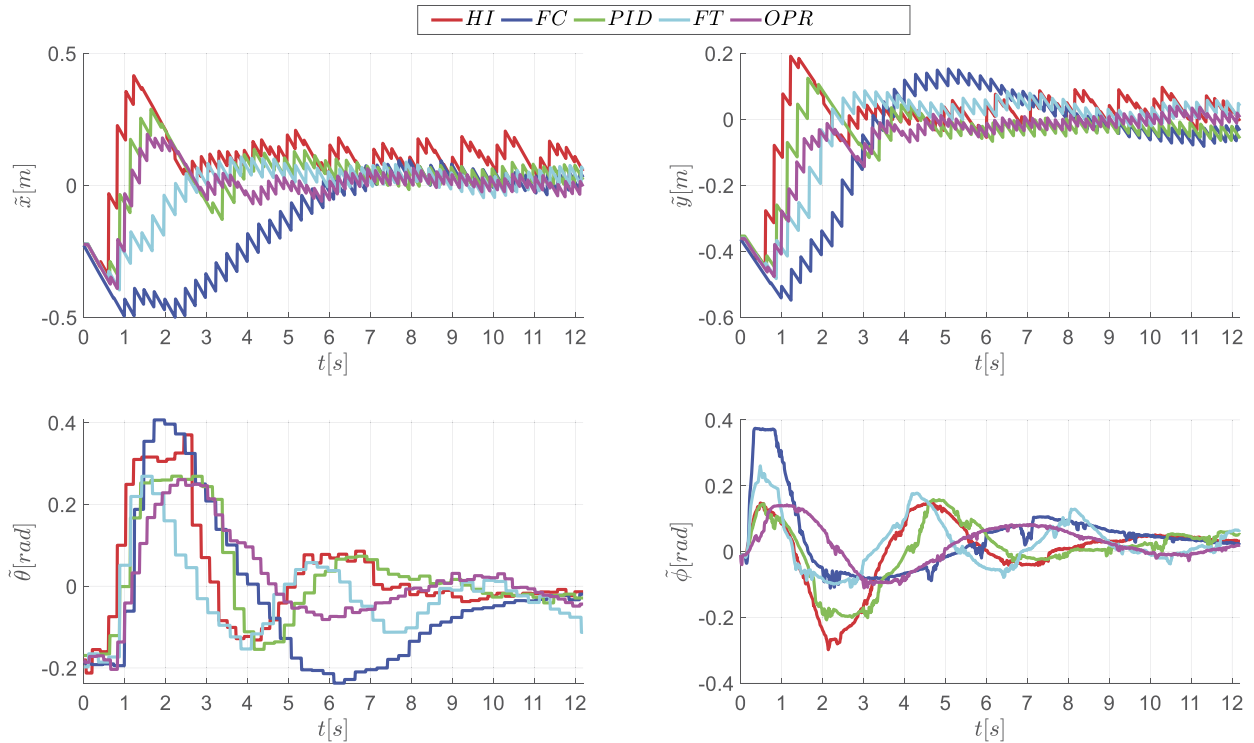 HI FC PID FT OPR
0.5 0.2
0
x̃[m] 0 ỹ[m] -0.2
-0.4
-0.5 -0.6
0 1 2 3 4 5 6 7 8 9 10 11 12 0 1 2 3 4 5 6 7 8 9 10 11 12
t[s] t[s]
0.4 0.4
0.2 0.2
θ̃[rad] 0 ϕ̃[rad] 0
-0.2 -0.2
-0.4
0 1 2 3 4 5 6 7 8 9 10 11 12 0 1 2 3 4 5 6 7 8 9 10 11 12
t[s] t[s]